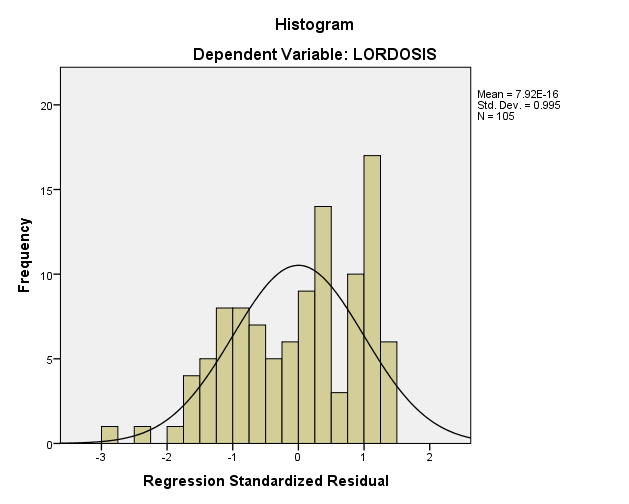 Histogram
Dependent Variable: LORDOSIS
Mean = 7.92E-16
Std. Dev. = 0.995
N = 105
Frequency
20
15
10
5
0
-3 -2 -1 0 1 2
Regression Standardized Residual